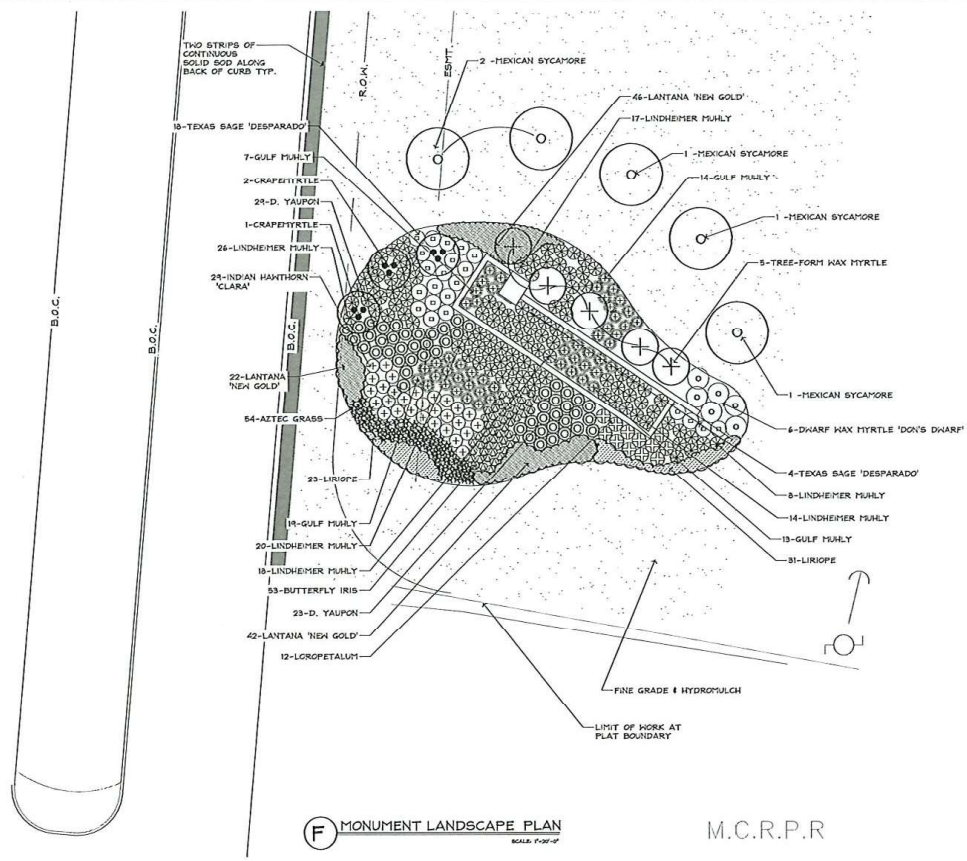 TWO STRIPS OF
CONTINUOUS
SOLID SOD ALONG
BACK OF CURB TYP.
R.O.W.
ESMT.
2 -MEXICAN SYCAMORE
46-LANTANA 'NEW GOLD'
17-LINDHEIMER MUHLY
18-TEXAS SAGE 'DESPARADO'
1 -MEXICAN SYCAMORE
7-GULF MUHLY
14-GULF MUHLY
2-CRAPEMYRTLE
29-D. YAUPON
1 -MEXICAN SYCAMORE
1-CRAPEMYRTLE
26-LINDHEIMER MUHLY
5-TREE-FORM WAX MYRTLE
29-INDIAN HAWTHORN
'CLARA'
B.O.C.
B.O.C.
B.O.C.
22-LANTANA
'NEW GOLD'
1 -MEXICAN SYCAMORE
54-AZTEC GRASS
6-DWARF WAX MYRTLE 'DON'S DWARF'
23-LIRIOPE
4-TEXAS SAGE 'DESPARADO'
8-LINDHEIMER MUHLY
19-GULF MUHLY
14-LINDHEIMER MUHLY
20-LINDHEIMER MUHLY
13-GULF MUHLY
18-LINDHEIMER MUHLY
31-LIRIOPE
53-BUTTERFLY IRIS
23-D. YAUPON
42-LANTANA 'NEW GOLD'
12-LOROPETALUM
FINE GRADE & HYDROMULCH
LIMIT OF WORK AT
PLAT BOUNDARY
F MONUMENT LANDSCAPE PLAN
SCALE: 1"=20'-0"
M.C.R.P.R